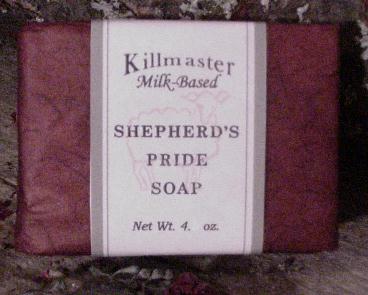 Killmaster
Milk-Based
SHEPHERD'S
PRIDE
SOAP
Net Wt. 4. oz.